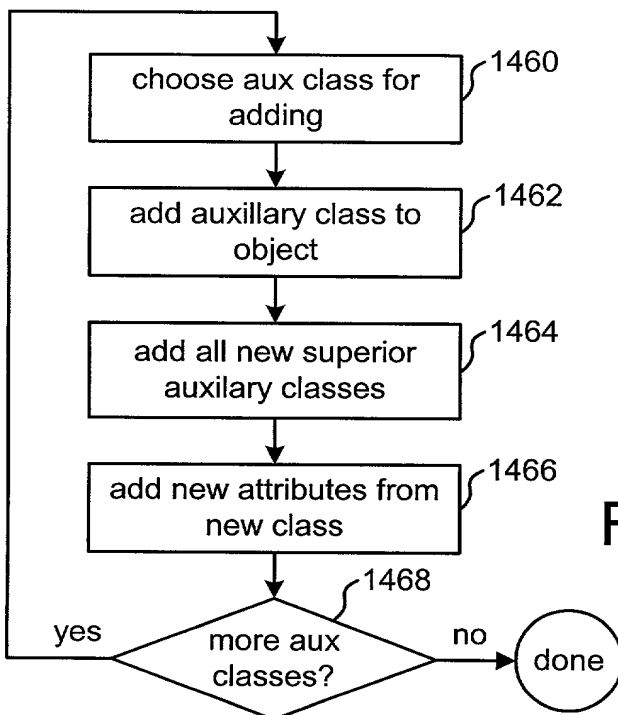 choose aux class for
adding
1460
add auxillary class to
object
1462
add all new superior
auxilary classes
1464
add new attributes from
new class
1466
F
1468
more aux
classes?
yes
no
done